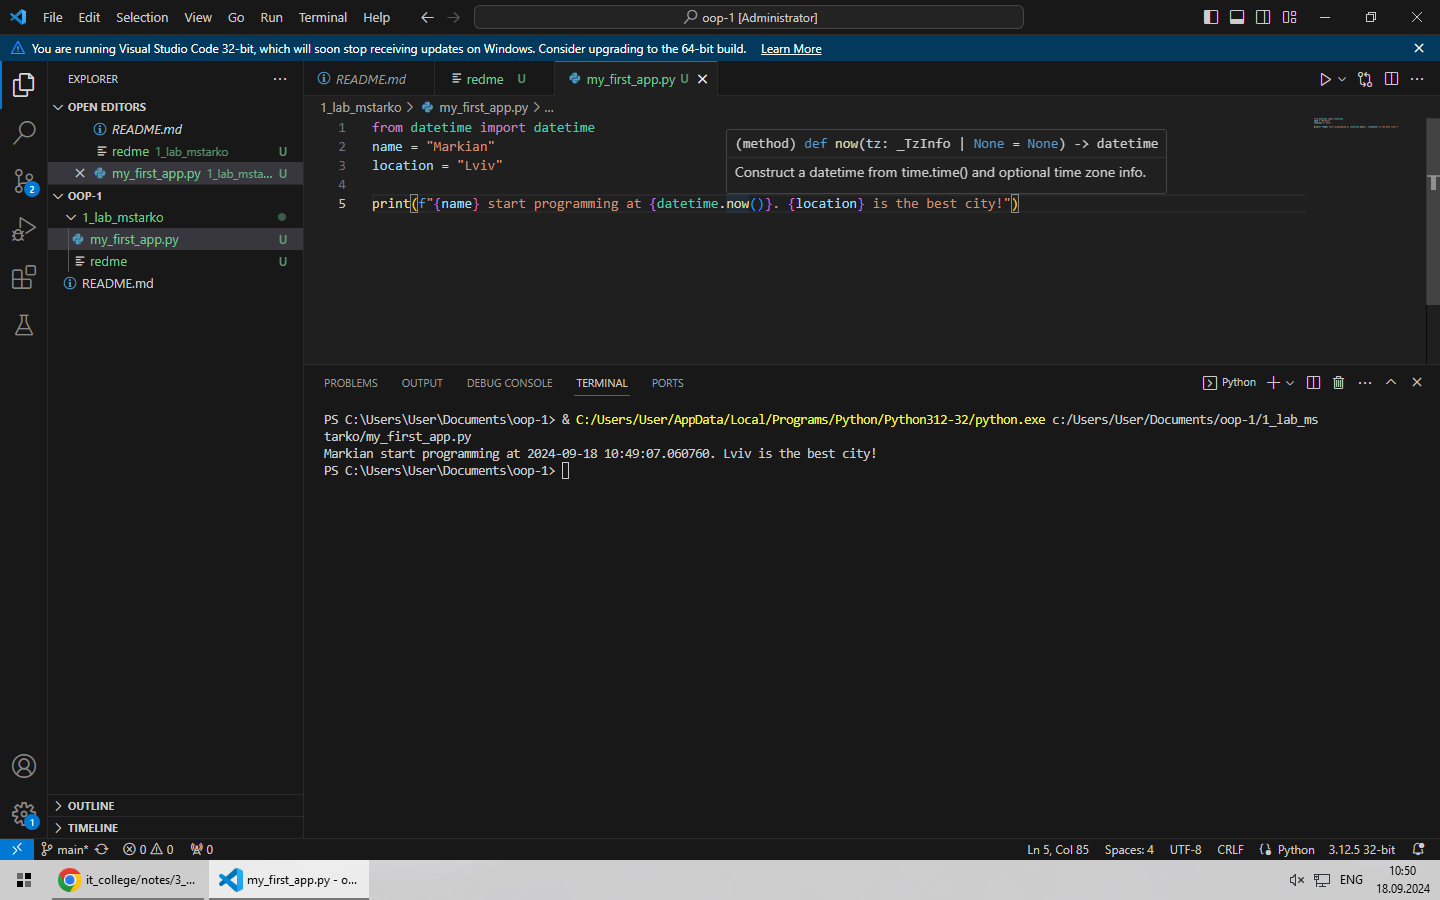 File Edit Selection View Go Run Terminal Help
oop-1 [Administrator]
You are running Visual Studio Code 32-bit, which will soon stop receiving updates on Windows. Consider upgrading to the 64-bit build. Learn More
EXPLORER
OPEN EDITORS
README.md
redme 1_lab_mstarko U
my_first_app.py 1_lab_msta... U
OOP-1
1_lab_mstarko
my_first_app.py U
redme U
README.md
OUTLINE
TIMELINE
README.md redme U my_first_app.py U
1_lab_mstarko > my_first_app.py > ...
1 from datetime import datetime
2 name = "Markian"
3 location = "Lviv"
4
5 print(f"{name} start programming at {datetime.now()}. {location} is the best city!")
(method) def now(tz: _TzInfo | None = None) -> datetime
Construct a datetime from time.time() and optional time zone info.
PROBLEMS OUTPUT DEBUG CONSOLE TERMINAL PORTS
Python
PS C:\Users\User\Documents\oop-1> & C:/Users/User/AppData/Local/Programs/Python/Python312-32/python.exe c:/Users/User/Documents/oop-1/1_lab_ms
tarko/my_first_app.py
Markian start programming at 2024-09-18 10:49:07.060760. Lviv is the best city!
PS C:\Users\User\Documents\oop-1>
2
1
main* 0 0 0
Ln 5, Col 85 Spaces: 4 UTF-8 CRLF Python 3.12.5 32-bit
it_college/notes/3_...
my_first_app.py - o...
ENG
10:50
18.09.2024